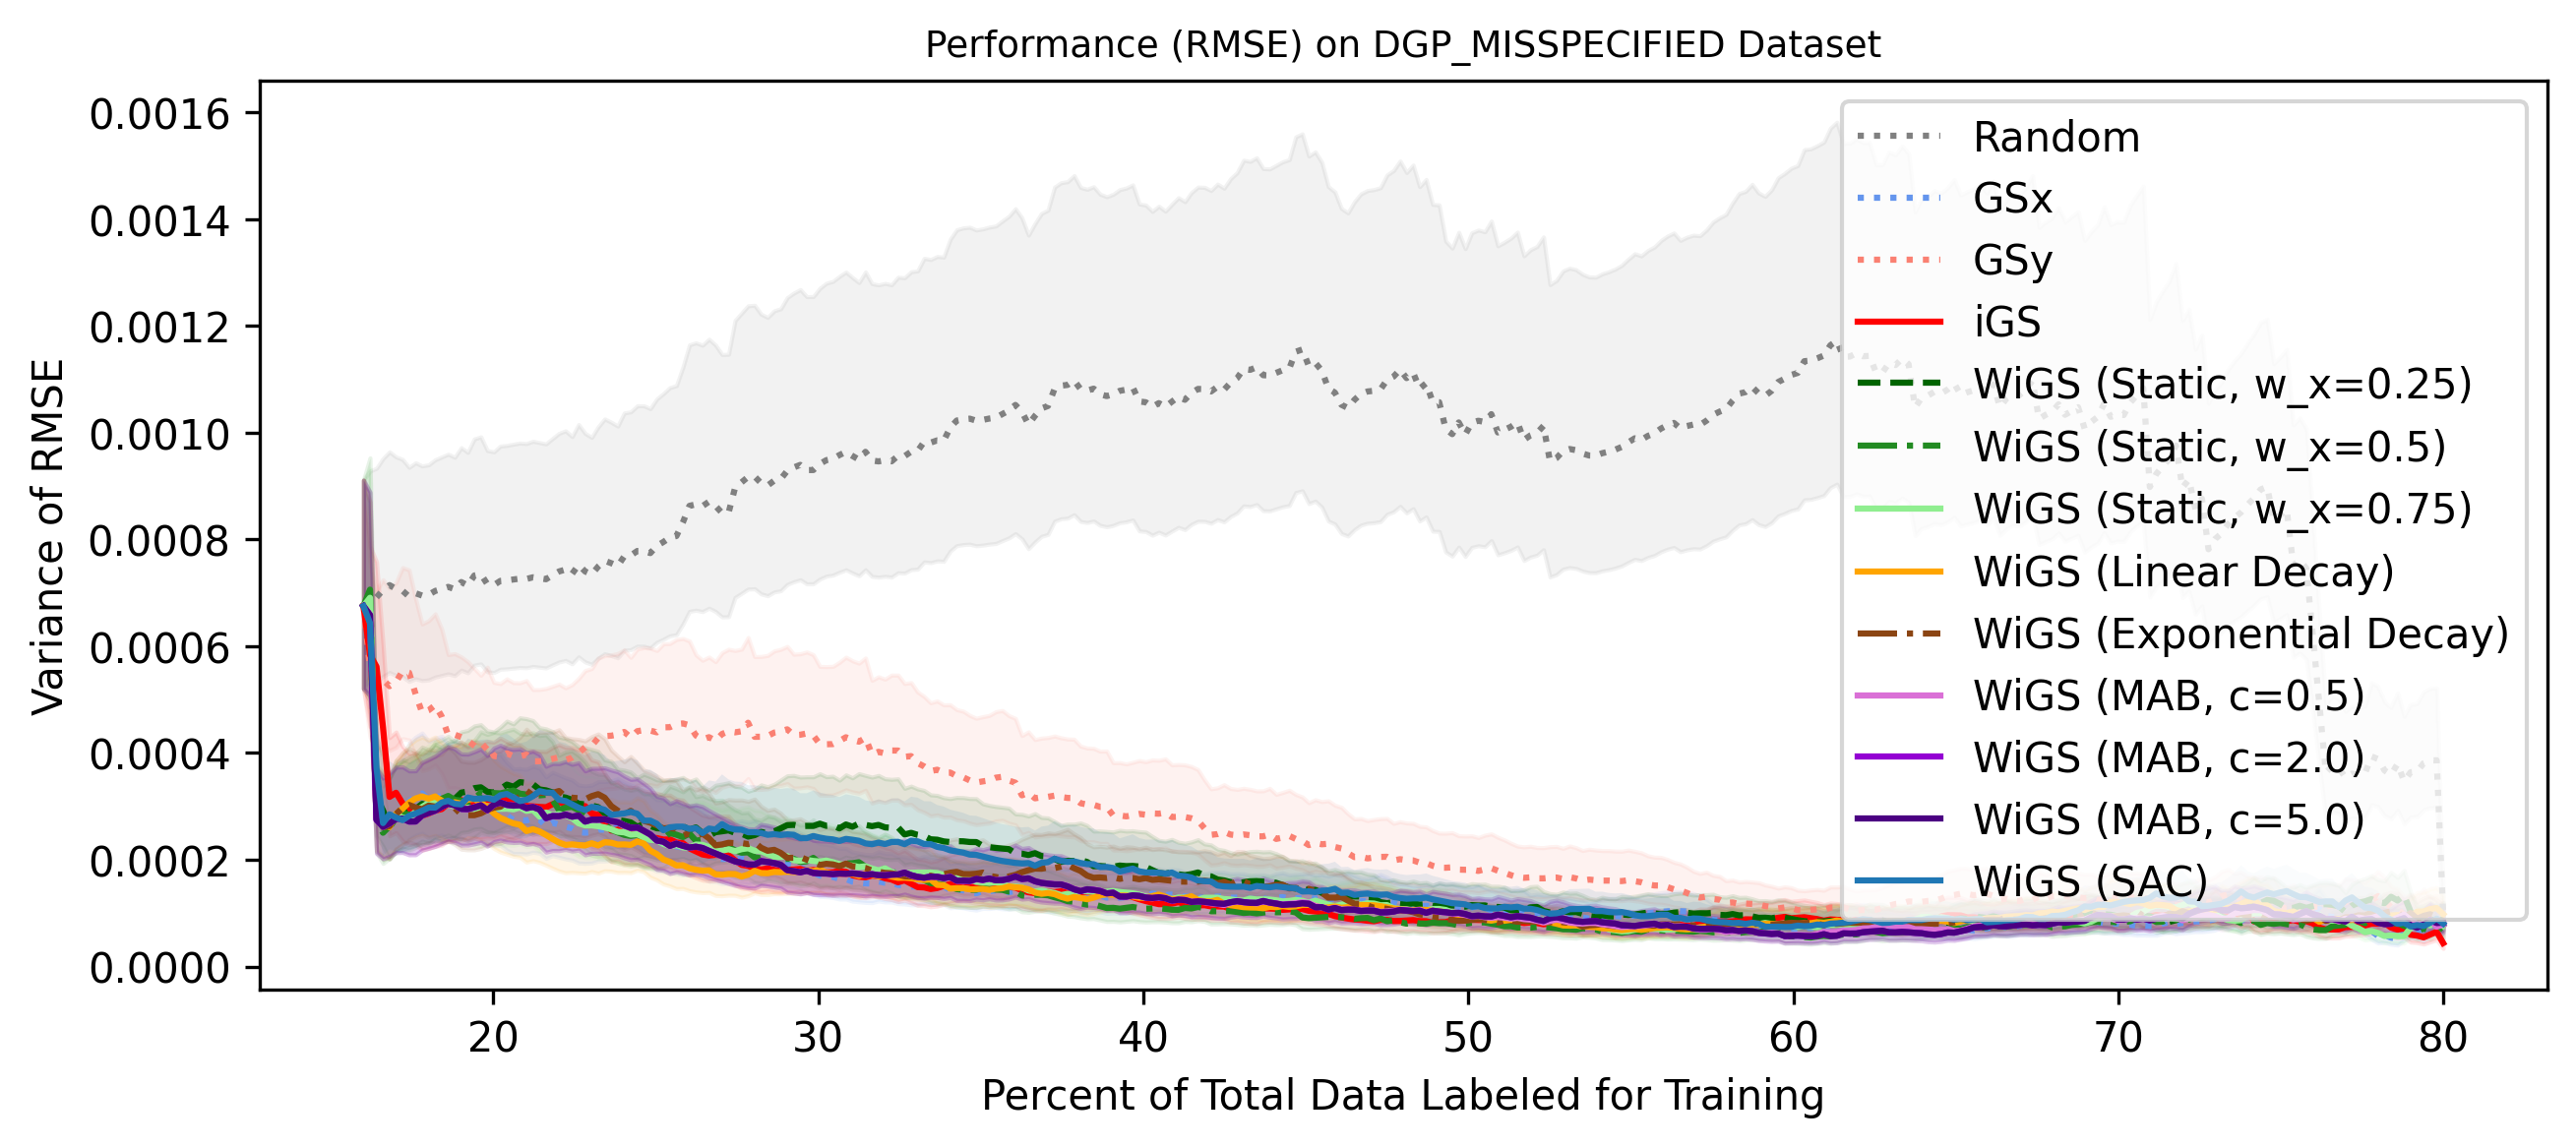 Performance (RMSE) on DGP_MISSPECIFIED Dataset
Variance of RMSE
0.0016
0.0014
0.0012
0.0010
0.0008
0.0006
0.0004
0.0002
0.0000
Random
GSx
GSy
iGS
WiGS (Static, w_x=0.25)
WiGS (Static, w_x=0.5)
WiGS (Static, w_x=0.75)
WiGS (Linear Decay)
WiGS (Exponential Decay)
WiGS (MAB, c=0.5)
WiGS (MAB, c=2.0)
WiGS (MAB, c=5.0)
WiGS (SAC)
20 30 40 50 60 70 80
Percent of Total Data Labeled for Training